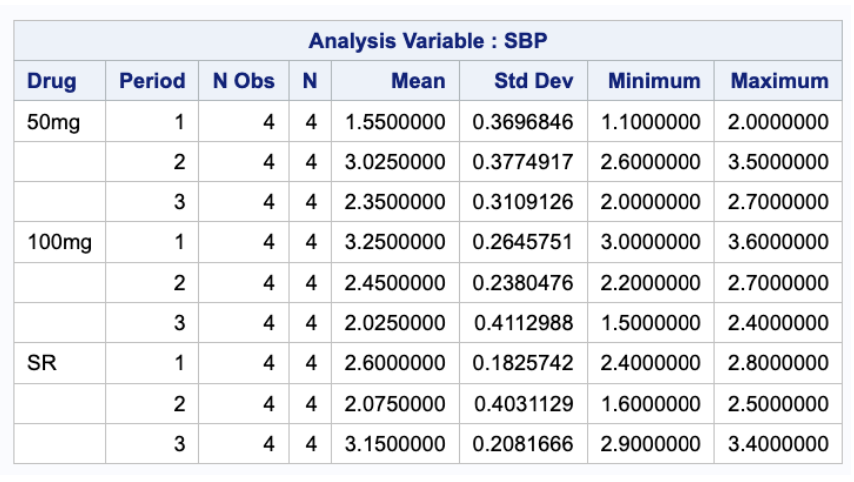 Analysis Variable : SBP
Drug Period N Obs N Mean Std Dev Minimum Maximum
50mg 1 4 4 1.5500000 0.3696846 1.1000000 2.0000000
2 4 4 3.0250000 0.3774917 2.6000000 3.5000000
3 4 4 2.3500000 0.3109126 2.0000000 2.7000000
100mg 1 4 4 3.2500000 0.2645751 3.0000000 3.6000000
2 4 4 2.4500000 0.2380476 2.2000000 2.7000000
3 4 4 2.0250000 0.4112988 1.5000000 2.4000000
SR 1 4 4 2.6000000 0.1825742 2.4000000 2.8000000
2 4 4 2.0750000 0.4031129 1.6000000 2.5000000
3 4 4 3.1500000 0.2081666 2.9000000 3.4000000